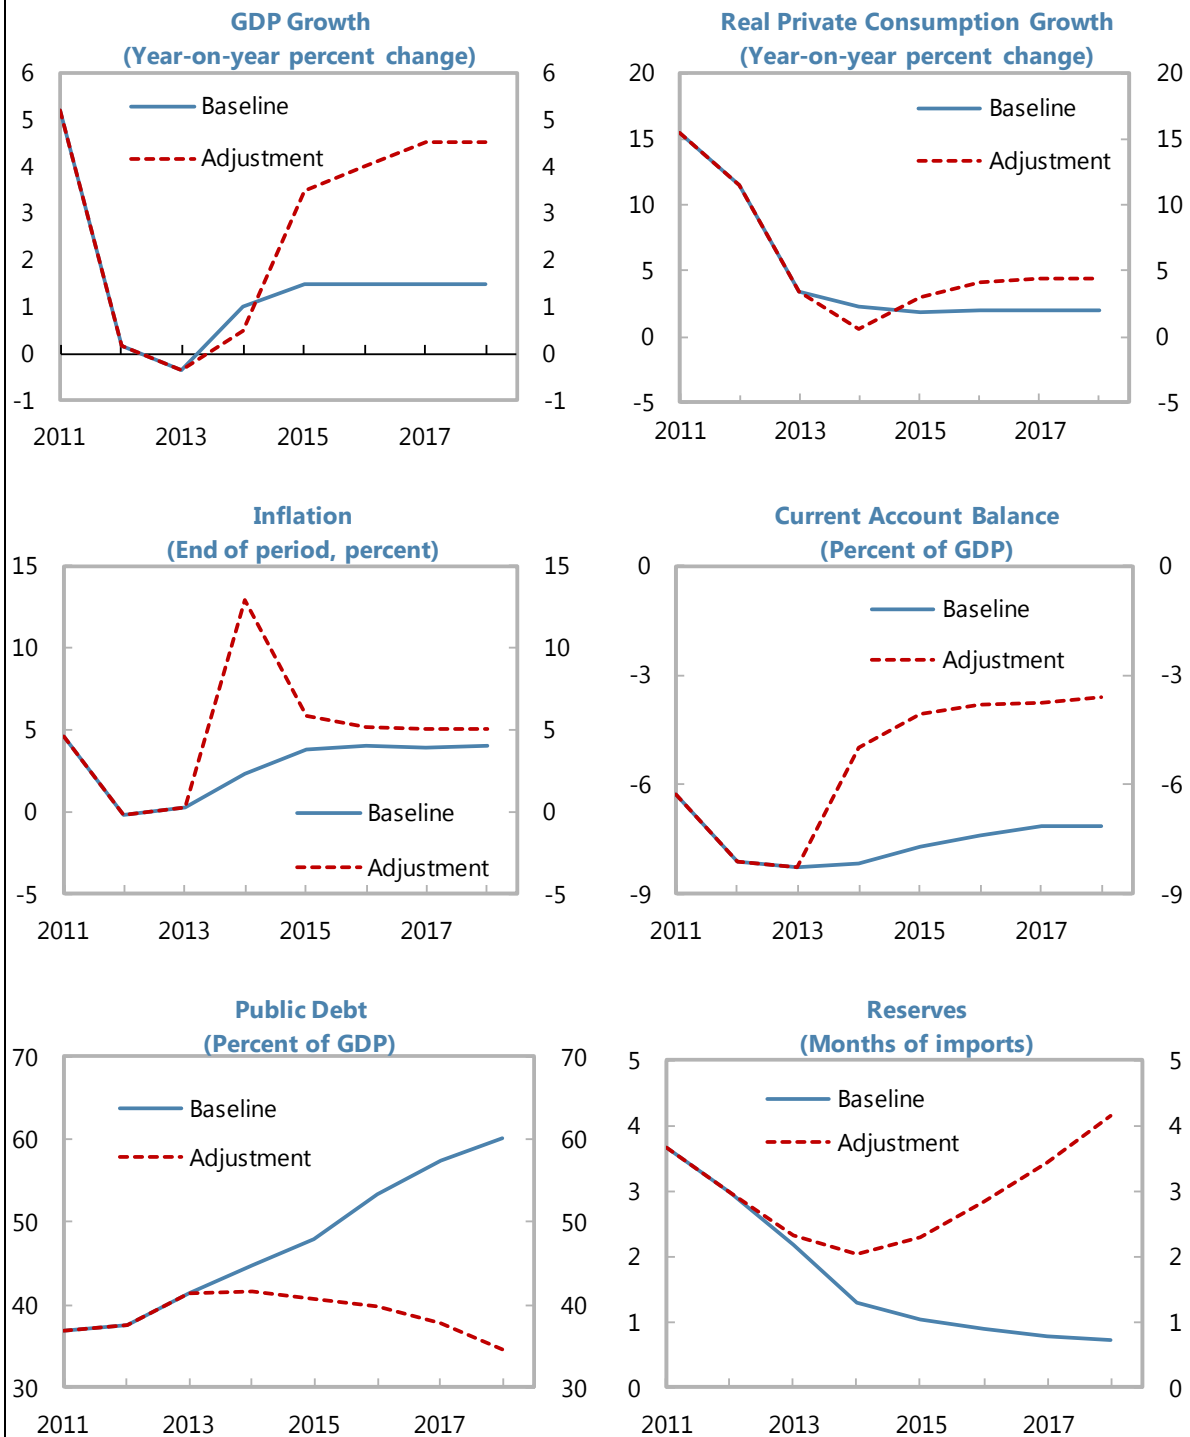 GDP Growth
(Year-on-year percent change)
6 6
5 5
4 4
3 3
2 2
1 1
0 0
-1 -1
Baseline
Adjustment
2011 2013 2015 2017
Real Private Consumption Growth
(Year-on-year percent change)
20 20
15 15
10 10
5 5
0 0
-5 -5
Baseline
Adjustment
2011 2013 2015 2017
Inflation
(End of period, percent)
15 15
10 10
5 5
0 0
-5 -5
Baseline
Adjustment
2011 2013 2015 2017
Current Account Balance
(Percent of GDP)
0 0
-3 -3
-6 -6
-9 -9
Baseline
Adjustment
2011 2013 2015 2017
Public Debt
(Percent of GDP)
70 70
60 60
50 50
40 40
30 30
Baseline
Adjustment
2011 2013 2015 2017
Reserves
(Months of imports)
5 5
4 4
3 3
2 2
1 1
0 0
Baseline
Adjustment
2011 2013 2015 2017